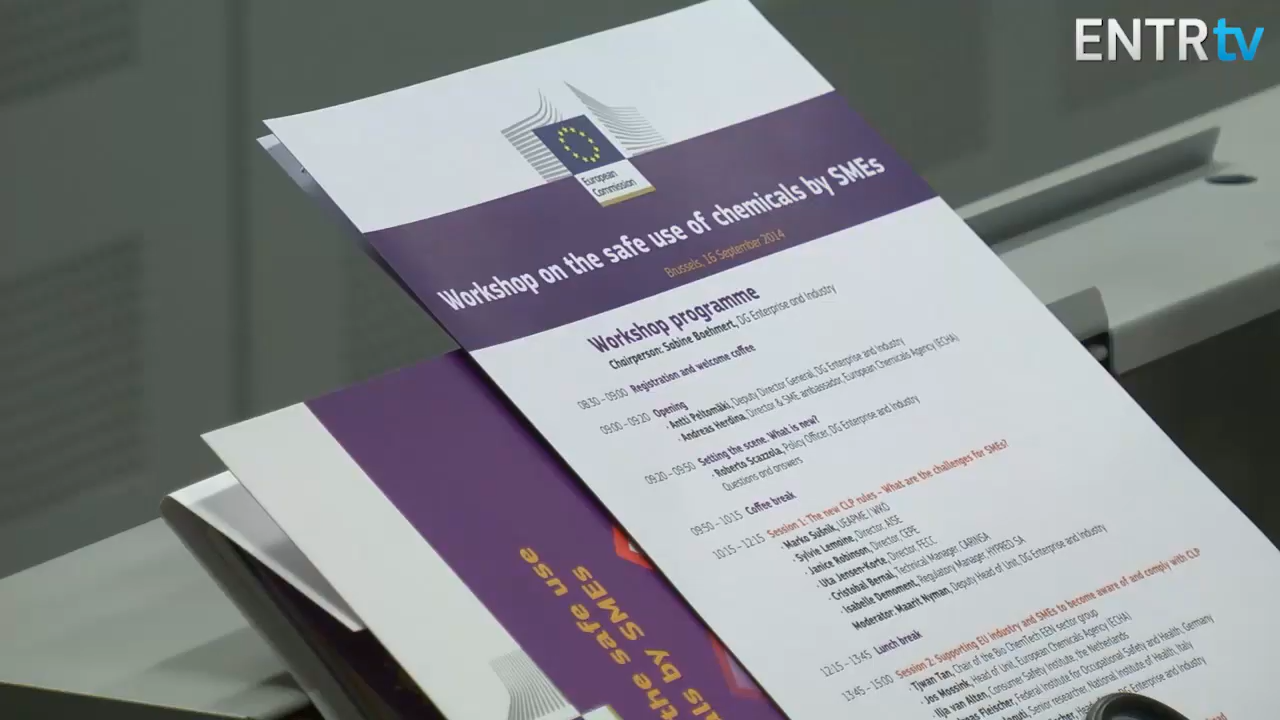 ENTRtv
European
Commission
Workshop on the safe use of chemicals by SMEs
Brussels, 16 September 2014
Workshop programme
Chairperson: Sabine Boehmert, DG Enterprise and Industry
08:30 – 09:00 Registration and welcome coffee
09:00 – 09:20 Opening
· Antti Peltomäki, Deputy Director General, DG Enterprise and Industry
· Andreas Herdina, Director & SME ambassador, European Chemicals Agency (ECHA)
09:20 – 09:50 Setting the scene. What is new?
· Roberto Scazzola, Policy Officer, DG Enterprise and Industry
Questions and answers
09:50 – 10:15 Coffee break
10:15 – 12:15 Session 1: The new CLP rules – What are the challenges for SMEs?
· Marko Sušnik, UEAPME / WKO
· Sylvie Lemoine, Director, AISE
· Janice Robinson, Director, CEPE
· Uta Jensen-Korte, Director, FECC
· Cristobal Bernal, Technical Manager, CARINSA
· Isabelle Demoment, Regulatory Manager, HYPRED SA
Moderator: Maarit Nyman, Deputy Head of Unit, DG Enterprise and Industry
12:15 – 13:45 Lunch break
13:45 – 15:00 Session 2: Supporting EU industry and SMEs to become aware of and comply with CLP
· Tjwan Tan, Chair of the Bio ChemTech EEN sector group
· Jos Mossink, Head of Unit, European Chemicals Agency (ECHA)
· Ilja van Alten, Consumer Safety Institute, the Netherlands
Fleischer, Federal Institute for Occupational Safety and Health, Germany
Senior researcher, National Institute of Health, Italy
DG Enterprise and Industry
the safe use
by SMEs